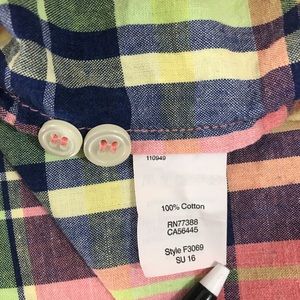 110949
100% Cotton
RN77388
CA56445
Style F3069
SU 16